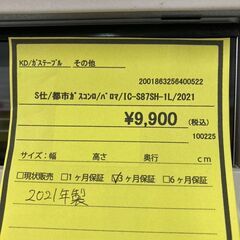 KD/ガステーブル その他
2001863256400522
S仕/都市ガスコンロ/パロマ/IC-S87SH-1L/2021
¥9,900 (税込)
100225
サイズ:幅 高さ 奥行 cm
□現状販売 □1ヶ月保証 ☑3ヶ月保証 □6ヶ月保証
2021年製